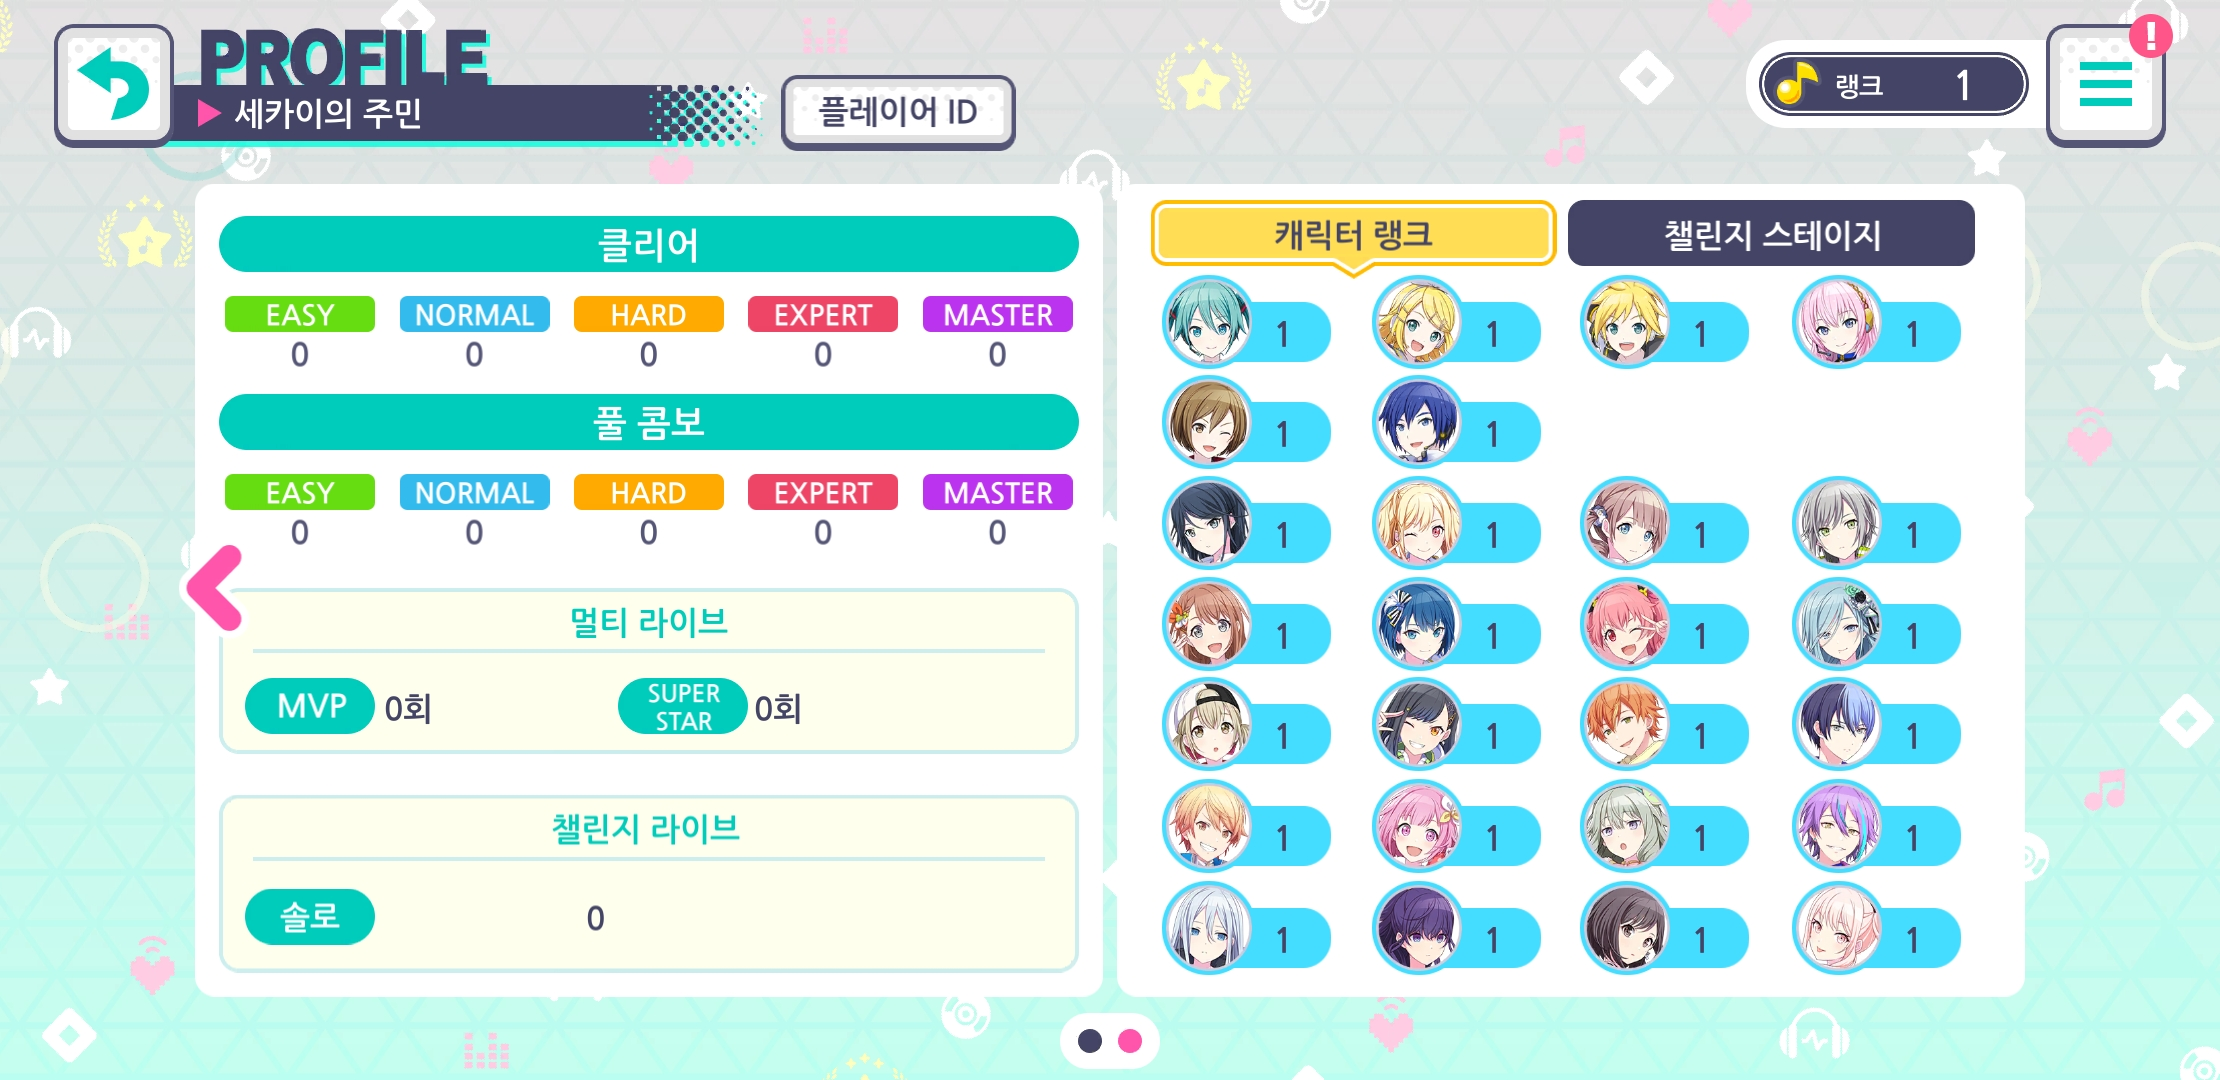 PROFILE
세카이의 주민
플레이어 ID
랭크 1
!
클리어
EASY NORMAL HARD EXPERT MASTER
0 0 0 0 0
풀 콤보
EASY NORMAL HARD EXPERT MASTER
0 0 0 0 0
멀티 라이브
MVP 0회 SUPER STAR 0회
챌린지 라이브
솔로 0
캐릭터 랭크 챌린지 스테이지
1 1 1 1
1 1
1 1 1 1
1 1 1 1
1 1 1 1
1 1 1 1
1 1 1 1